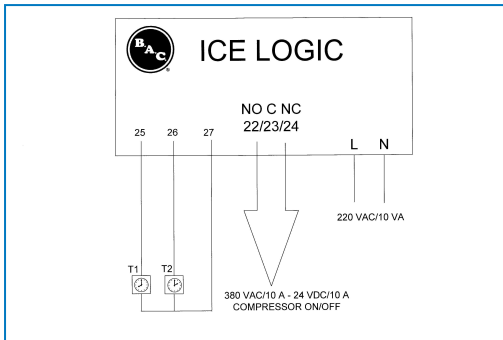 B.A.C. ®
ICE LOGIC
NO C NC
25 26 27 22/23/24
L N
220 VAC/10 VA
T1 T2
380 VAC/10 A - 24 VDC/10 A
COMPRESSOR ON/OFF